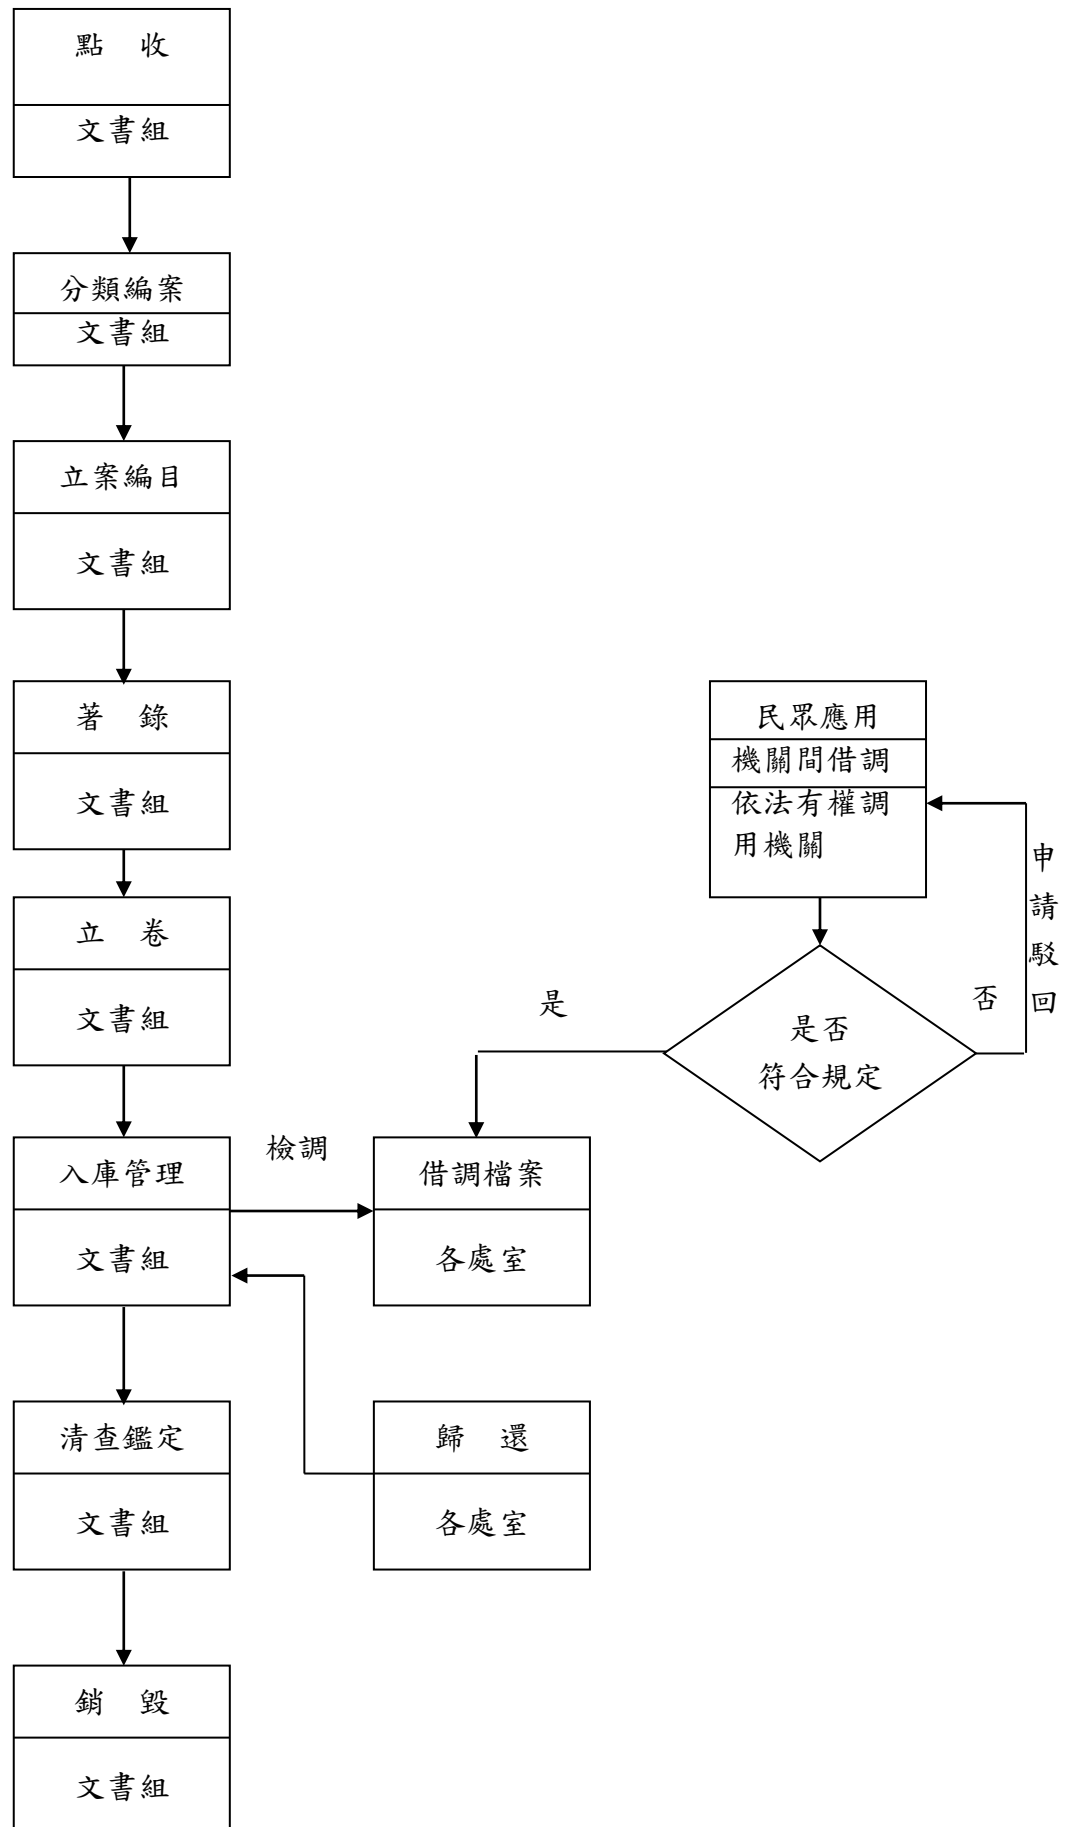 點　收
文書組
分類編案
文書組
立案編目
文書組
著　錄
文書組
立　卷
文書組
入庫管理
文書組
檢調
借調檔案
各處室
民眾應用
機關間借調
依法有權調
用機關
是否
符合規定
是
否
申請駁回
清查鑑定
文書組
歸　還
各處室
銷　毀
文書組